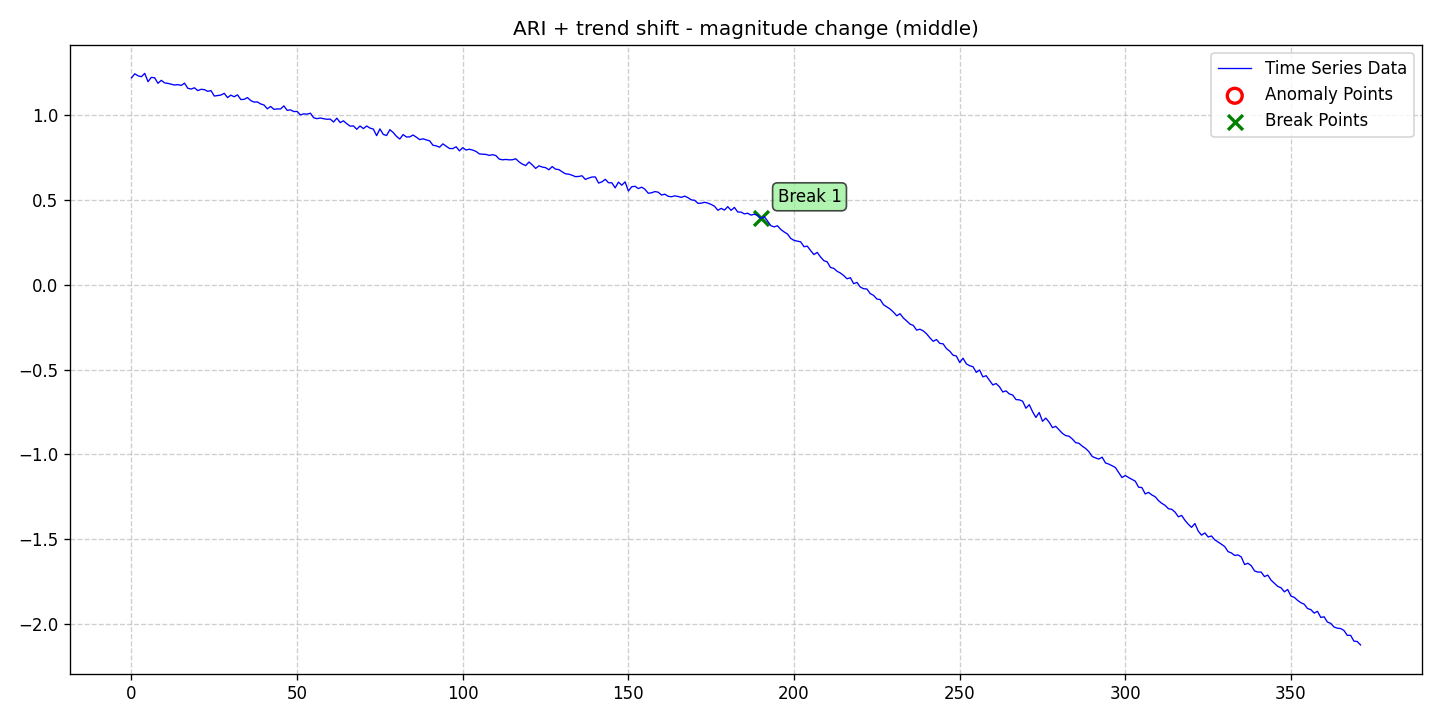 ARI + trend shift - magnitude change (middle)
Time Series Data
Anomaly Points
Break Points
Break 1
1.0
0.5
0.0
−0.5
−1.0
−1.5
−2.0
0 50 100 150 200 250 300 350